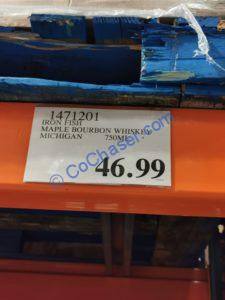 1471201
IRON FISH
MAPLE BOURBON WHISKEY
MICHIGAN 750ML
46.99
CoChaser.com